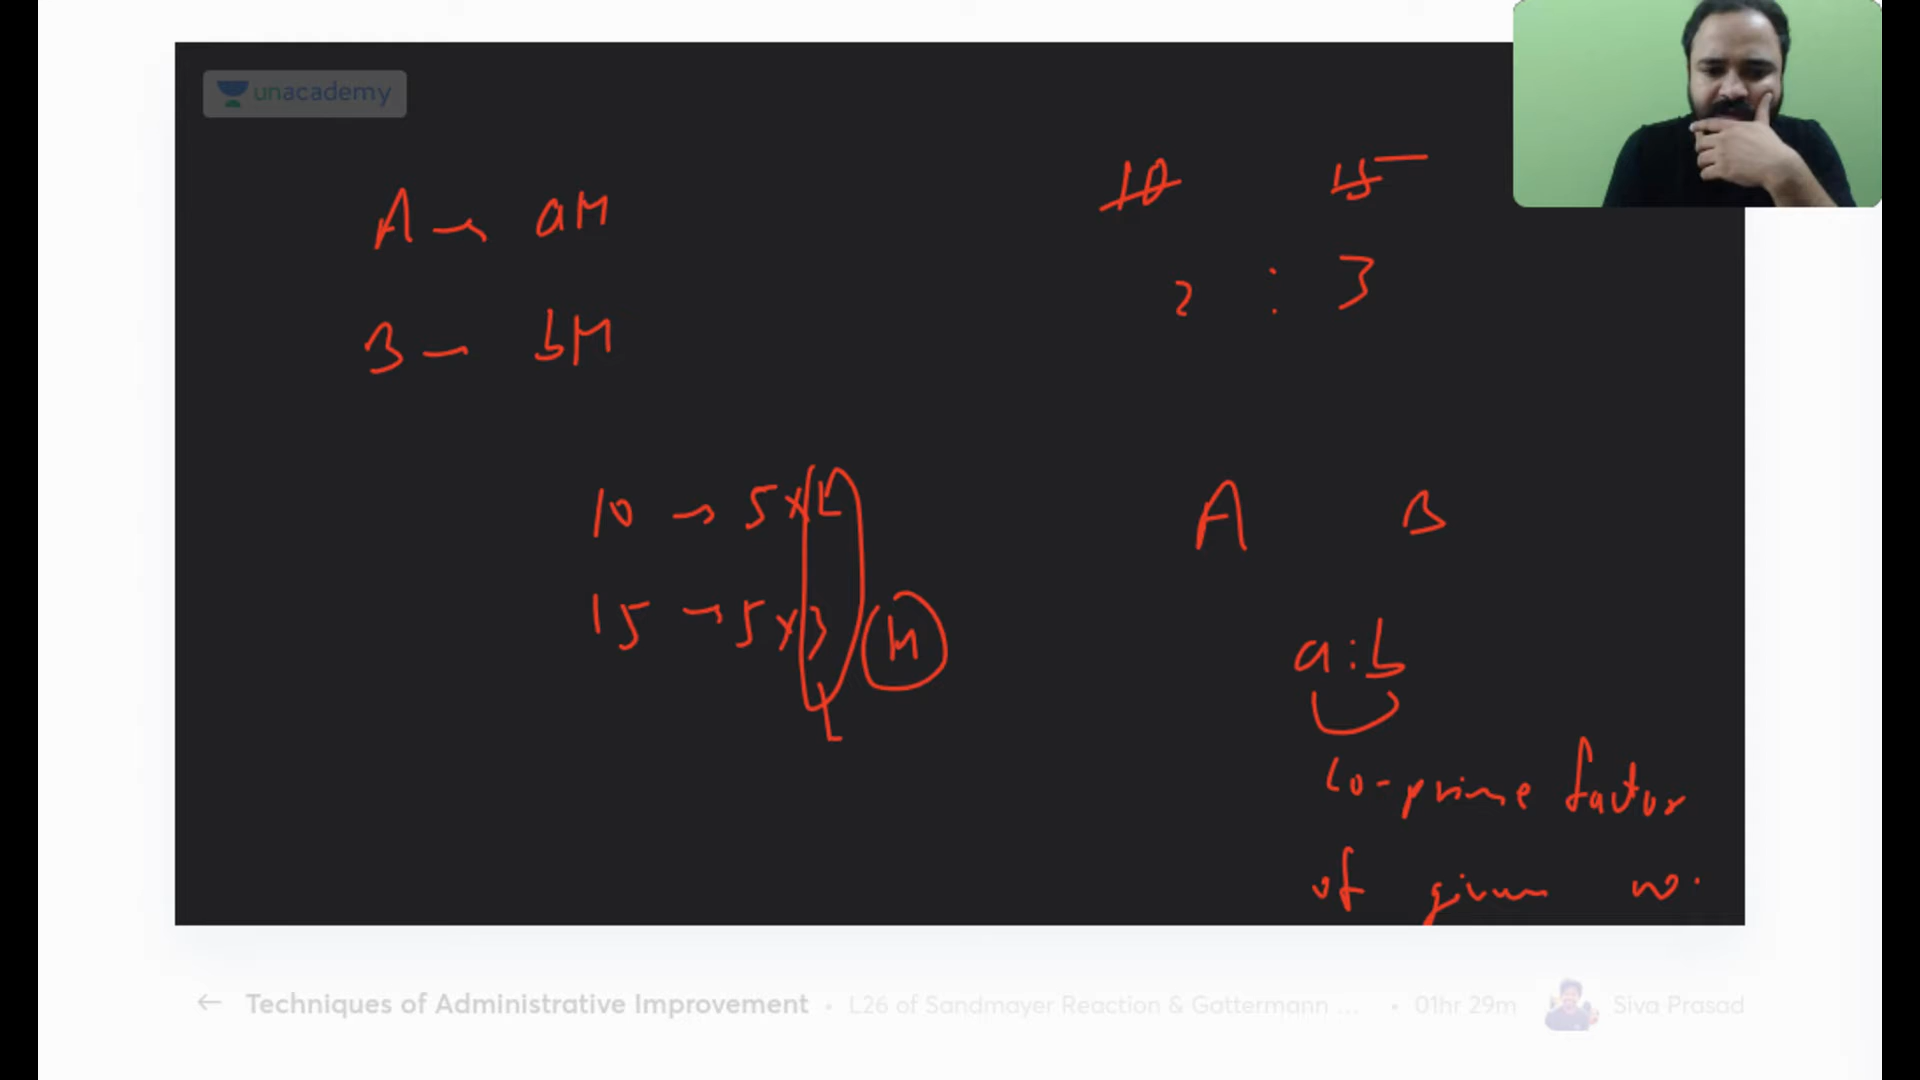 unacademy
A → aM
B — bM
10 15
2 : 3
10 → 5 × 2
15 → 5 × 3 M
A B
a:b
Co-prime factor
of given no.
← Techniques of Administrative Improvement • L26 of Sandmayer Reaction & Gattermann ... • 01hr 29m Siva Prasad